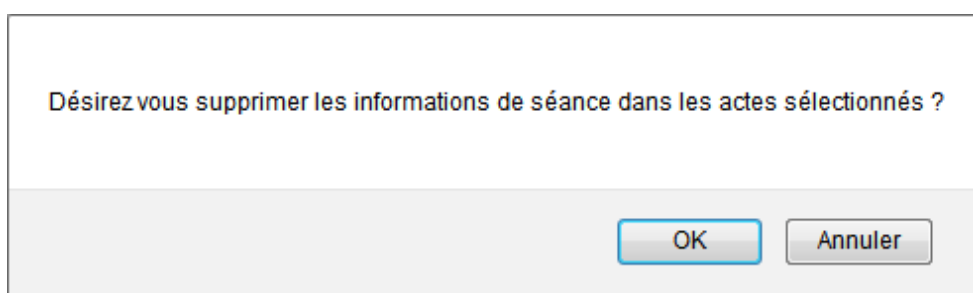 Désirez vous supprimer les informations de séance dans les actes sélectionnés ?
OK
Annuler